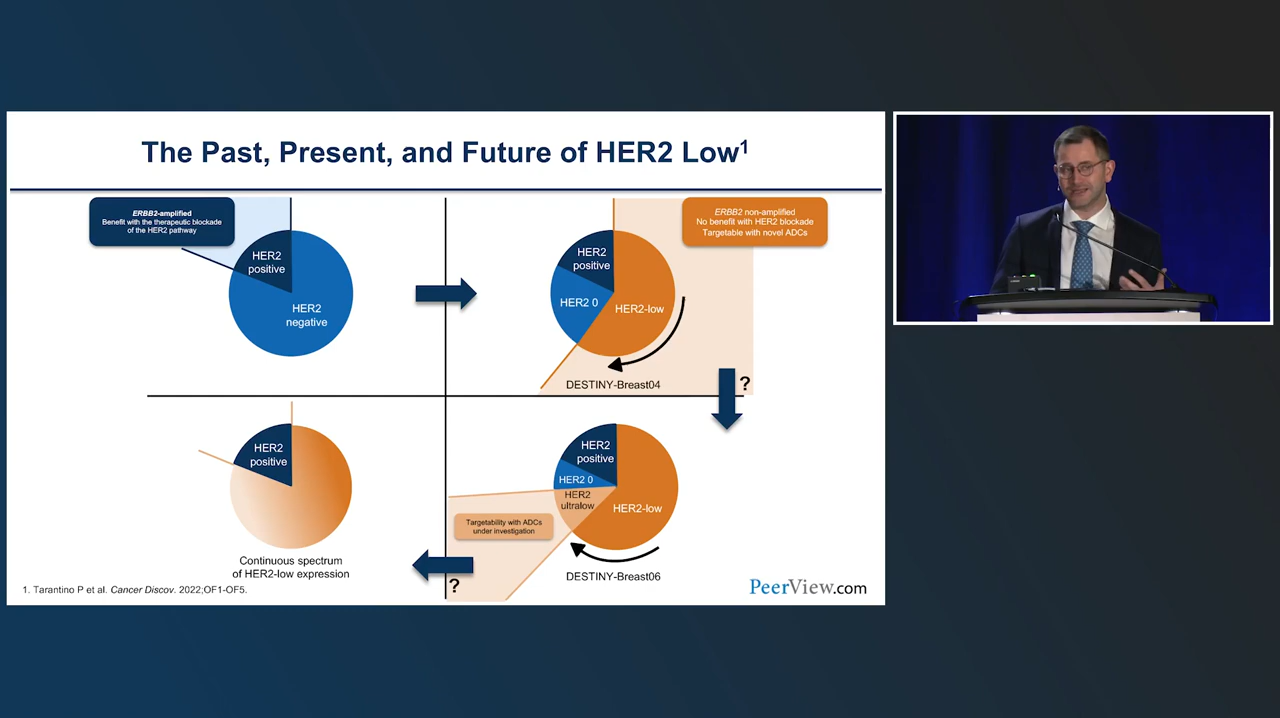 The Past, Present, and Future of HER2 Low1
ERBB2-amplified
Benefit with the therapeutic blockade
of the HER2 pathway
HER2
positive
HER2
negative
ERBB2 non-amplified
No benefit with HER2 blockade
Targetable with novel ADCs
HER2
positive
HER2 0
HER2-low
DESTINY-Breast04
?
HER2
positive
Continuous spectrum
of HER2-low expression
HER2
positive
HER2 0
HER2
ultralow
HER2-low
Targetability with ADCs
under investigation
DESTINY-Breast06
?
1. Tarantino P et al. Cancer Discov. 2022;OF1-OF5.
PeerView.com